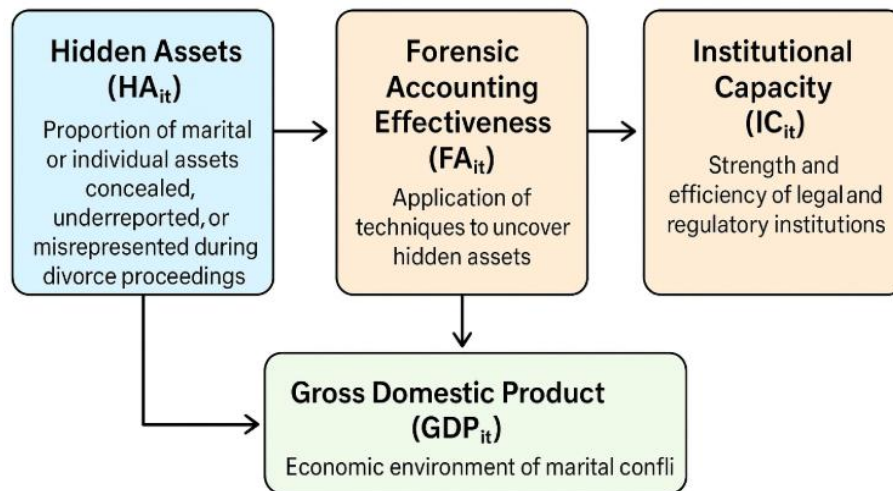 Hidden Assets
(HAit)
Proportion of marital
or individual assets
concealed,
underreported, or
misrepresented during
divorce proceedings
Forensic
Accounting
Effectiveness
(FAit)
Application of
techniques to uncover
hidden assets
Institutional
Capacity
(ICit)
Strength and
efficiency of legal and
regulatory institutions
Gross Domestic Product
(GDPit)
Economic environment of marital confli